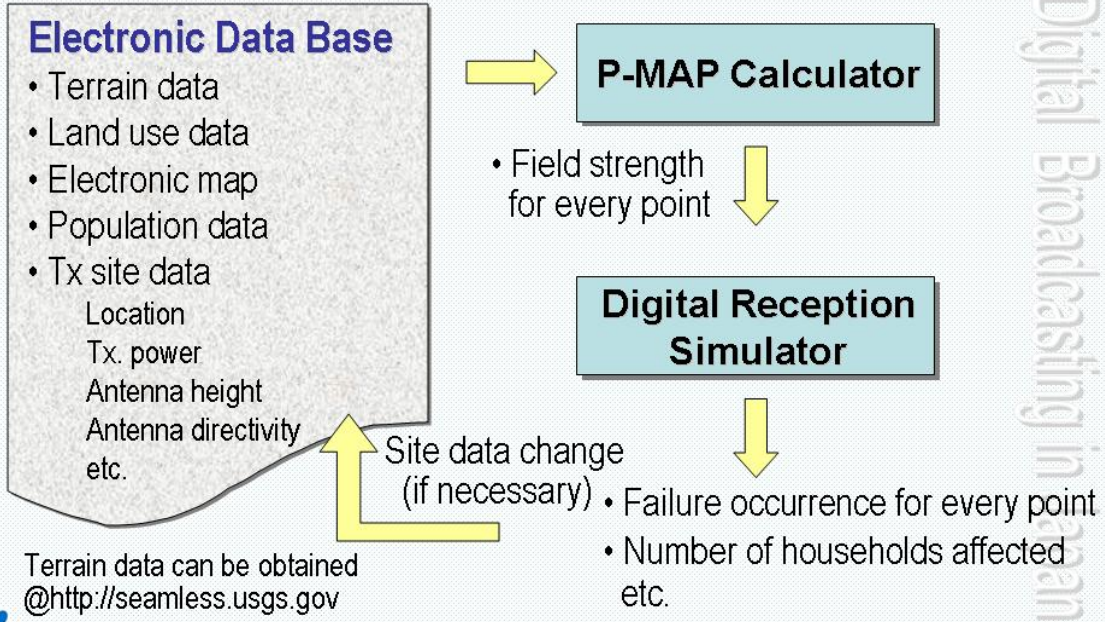 Electronic Data Base
• Terrain data
• Land use data
• Electronic map
• Population data
• Tx site data
Location
Tx. power
Antenna height
Antenna directivity
etc.
P-MAP Calculator
• Field strength
for every point
Digital Reception
Simulator
Site data change
(if necessary)
• Failure occurrence for every point
• Number of households affected
etc.
Terrain data can be obtained
@http://seamless.usgs.gov
Digital Broadcasting in Japan